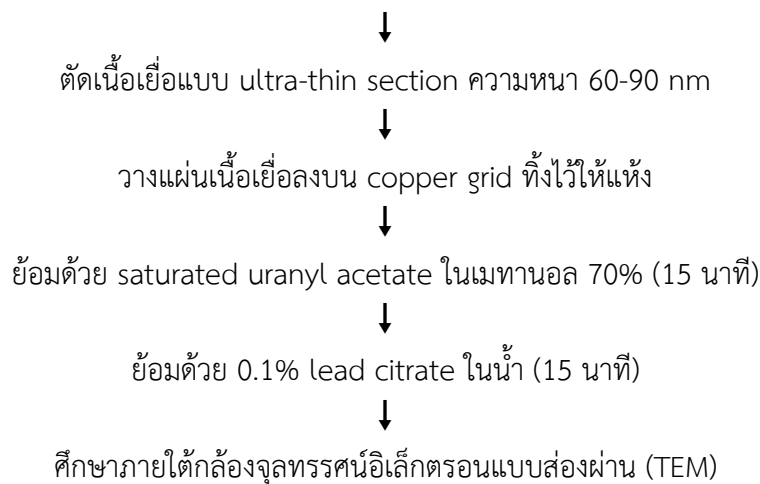 ตัดเนื้อเยื่อแบบ ultra-thin section ความหนา 60-90 nm
วางแผ่นเนื้อเยื่อลงบน copper grid ทิ้งไว้ให้แห้ง
ย้อมด้วย saturated uranyl acetate ในเมทานอล 70% (15 นาที)
ย้อมด้วย 0.1% lead citrate ในน้ำ (15 นาที)
ศึกษาภายใต้กล้องจุลทรรศน์อิเล็กตรอนแบบส่องผ่าน (TEM)